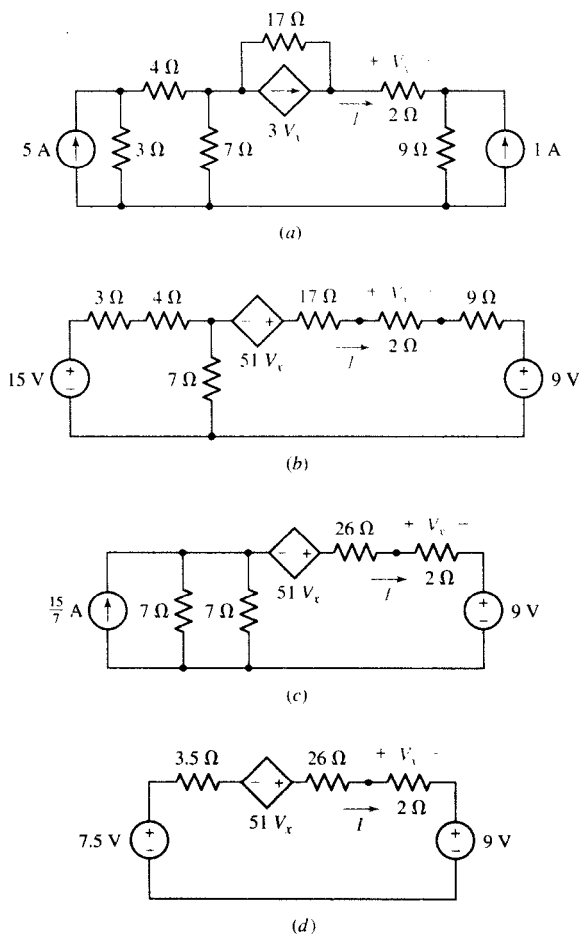 17 Ω
4 Ω
+ Vx −
3 Vx
I
2 Ω
5 A
3 Ω
7 Ω
9 Ω
1 A
(a)
3 Ω 4 Ω 17 Ω + Vx − 9 Ω
51 Vx
I
2 Ω
15 V
7 Ω
9 V
(b)
26 Ω + Vx −
51 Vx
I
2 Ω
15/7 A
7 Ω
7 Ω
9 V
(c)
3.5 Ω 26 Ω + Vx −
51 Vx
I
2 Ω
7.5 V
9 V
(d)